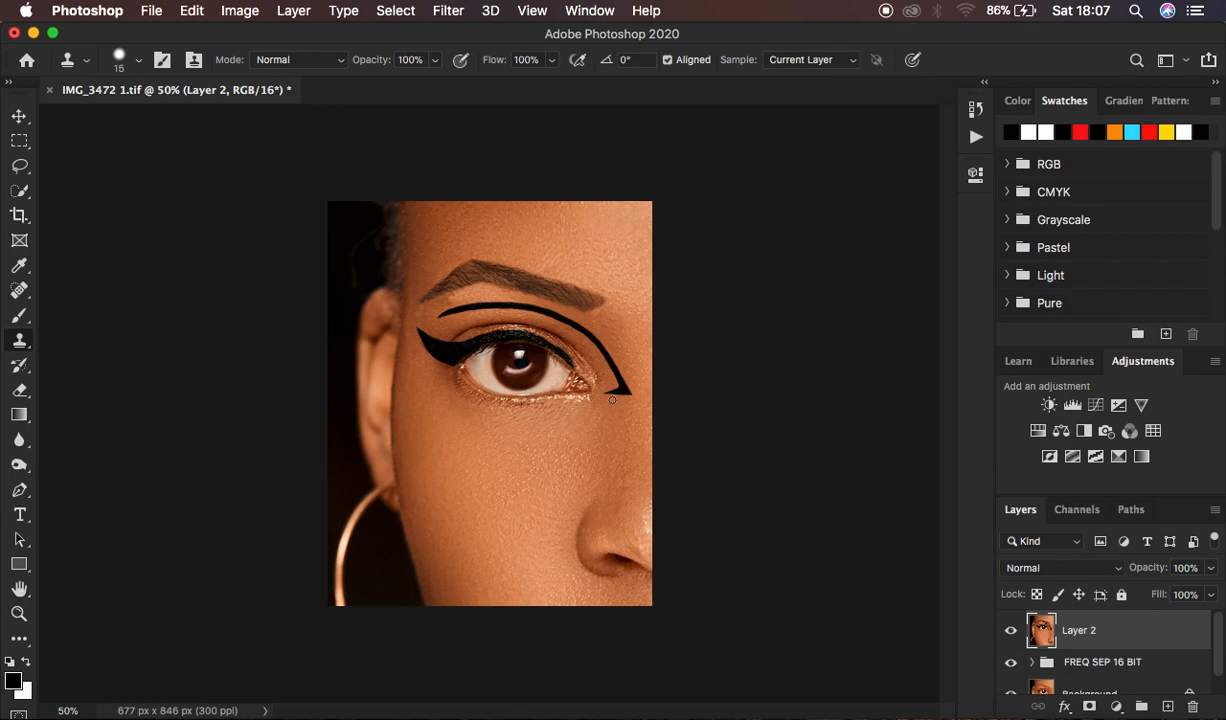 Photoshop File Edit Image Layer Type Select Filter 3D View Window Help 86% Sat 18:07
Adobe Photoshop 2020
15 Mode: Normal Opacity: 100% Flow: 100% 0° Aligned Sample: Current Layer
IMG_3472 1.tif @ 50% (Layer 2, RGB/16*) *
Color Swatches Gradien Pattern:
RGB
CMYK
Grayscale
Pastel
Light
Pure
Learn Libraries Adjustments
Add an adjustment
Layers Channels Paths
Kind
Normal Opacity: 100%
Lock: Fill: 100%
Layer 2
FREQ SEP 16 BIT
Background
50% 677 px x 846 px (300 ppi)